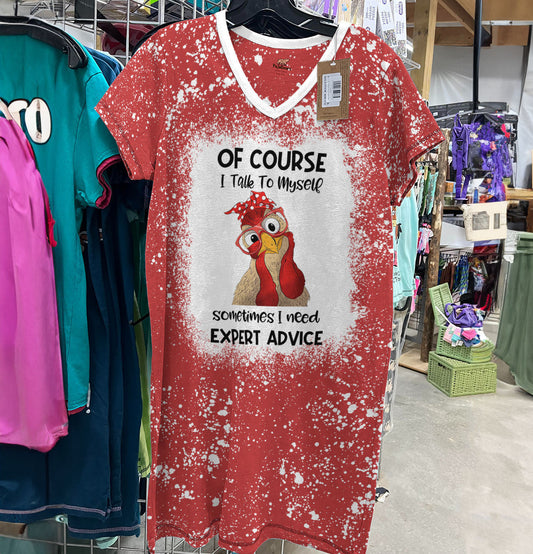 OF COURSE
I Talk To Myself
sometimes I need
EXPERT ADVICE